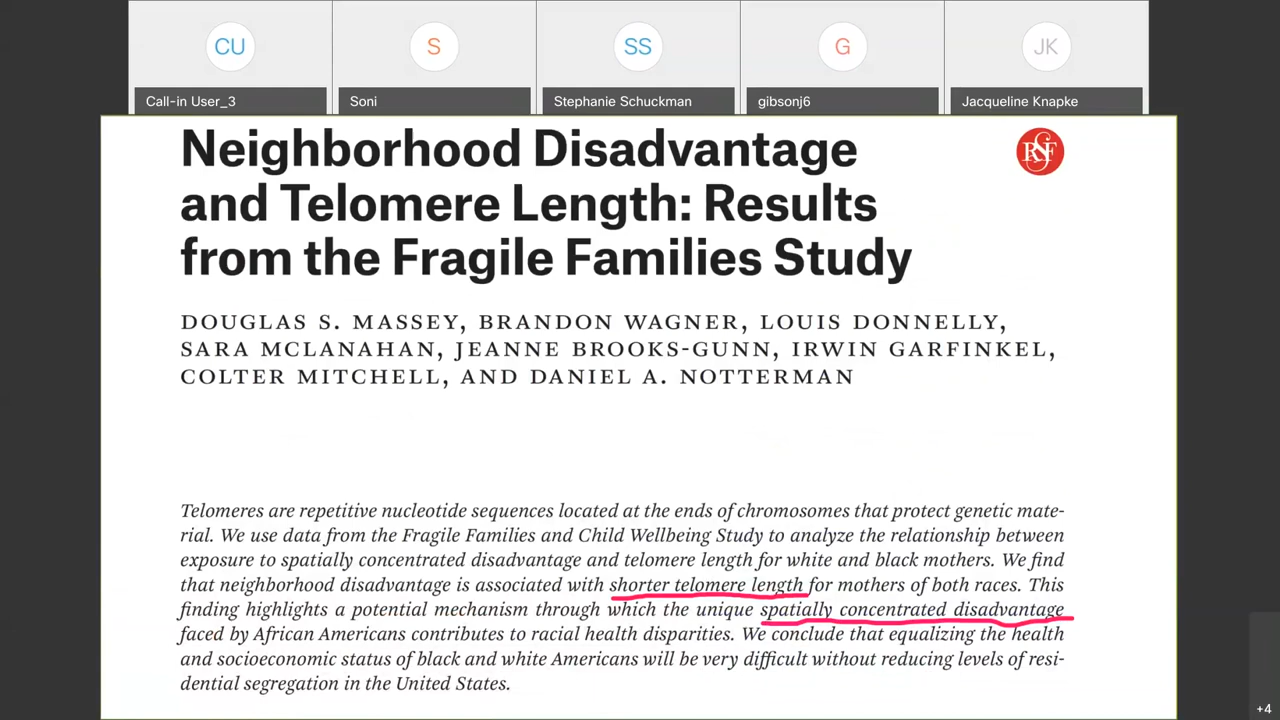 CU
S
SS
G
JK
Call-in User_3
Soni
Stephanie Schuckman
gibsonj6
Jacqueline Knapke
Neighborhood Disadvantage
and Telomere Length: Results
from the Fragile Families Study
RSF
DOUGLAS S. MASSEY, BRANDON WAGNER, LOUIS DONNELLY,
SARA MCLANAHAN, JEANNE BROOKS-GUNN, IRWIN GARFINKEL,
COLTER MITCHELL, AND DANIEL A. NOTTERMAN
Telomeres are repetitive nucleotide sequences located at the ends of chromosomes that protect genetic mate-
rial. We use data from the Fragile Families and Child Wellbeing Study to analyze the relationship between
exposure to spatially concentrated disadvantage and telomere length for white and black mothers. We find
that neighborhood disadvantage is associated with shorter telomere length for mothers of both races. This
finding highlights a potential mechanism through which the unique spatially concentrated disadvantage
faced by African Americans contributes to racial health disparities. We conclude that equalizing the health
and socioeconomic status of black and white Americans will be very difficult without reducing levels of resi-
dential segregation in the United States.
+4